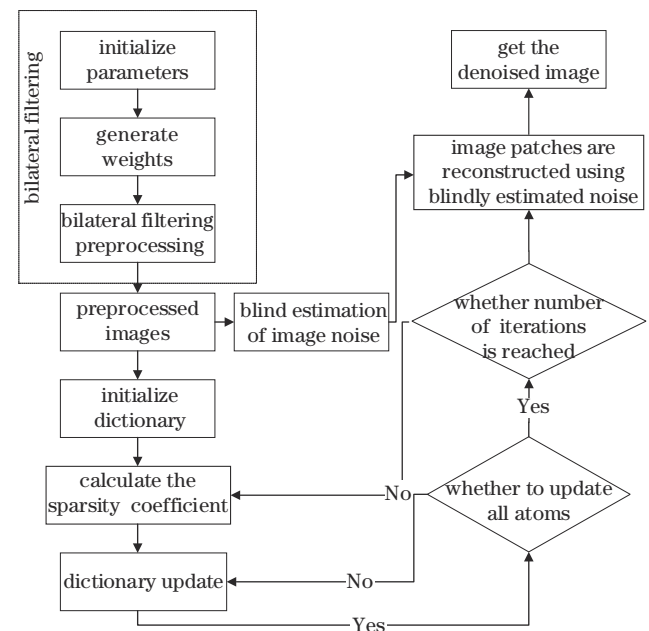 bilateral filtering
initialize
parameters
generate
weights
bilateral filtering
preprocessing
preprocessed
images
blind estimation
of image noise
initialize
dictionary
calculate the
sparsity coefficient
dictionary update
get the
denoised image
image patches are
reconstructed using
blindly estimated noise
whether number
of iterations
is reached
Yes
No
whether to update
all atoms
No
Yes